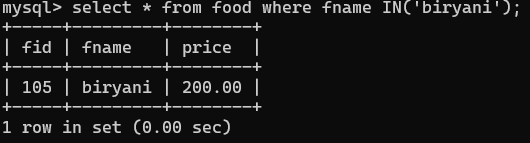 mysql> select * from food where fname IN('biryani');
+-----+---------+--------+
| fid | fname   | price  |
+-----+---------+--------+
| 105 | biryani | 200.00 |
+-----+---------+--------+
1 row in set (0.00 sec)